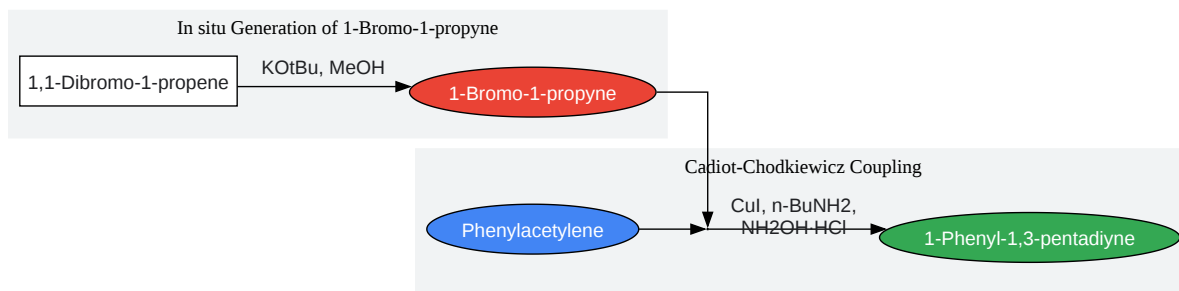 In situ Generation of 1-Bromo-1-propyne
1,1-Dibromo-1-propene
KOtBu, MeOH
1-Bromo-1-propyne
Cadiot-Chodkiewicz Coupling
Phenylacetylene
CuI, n-BuNH2,
NH2OH·HCl
1-Phenyl-1,3-pentadiyne